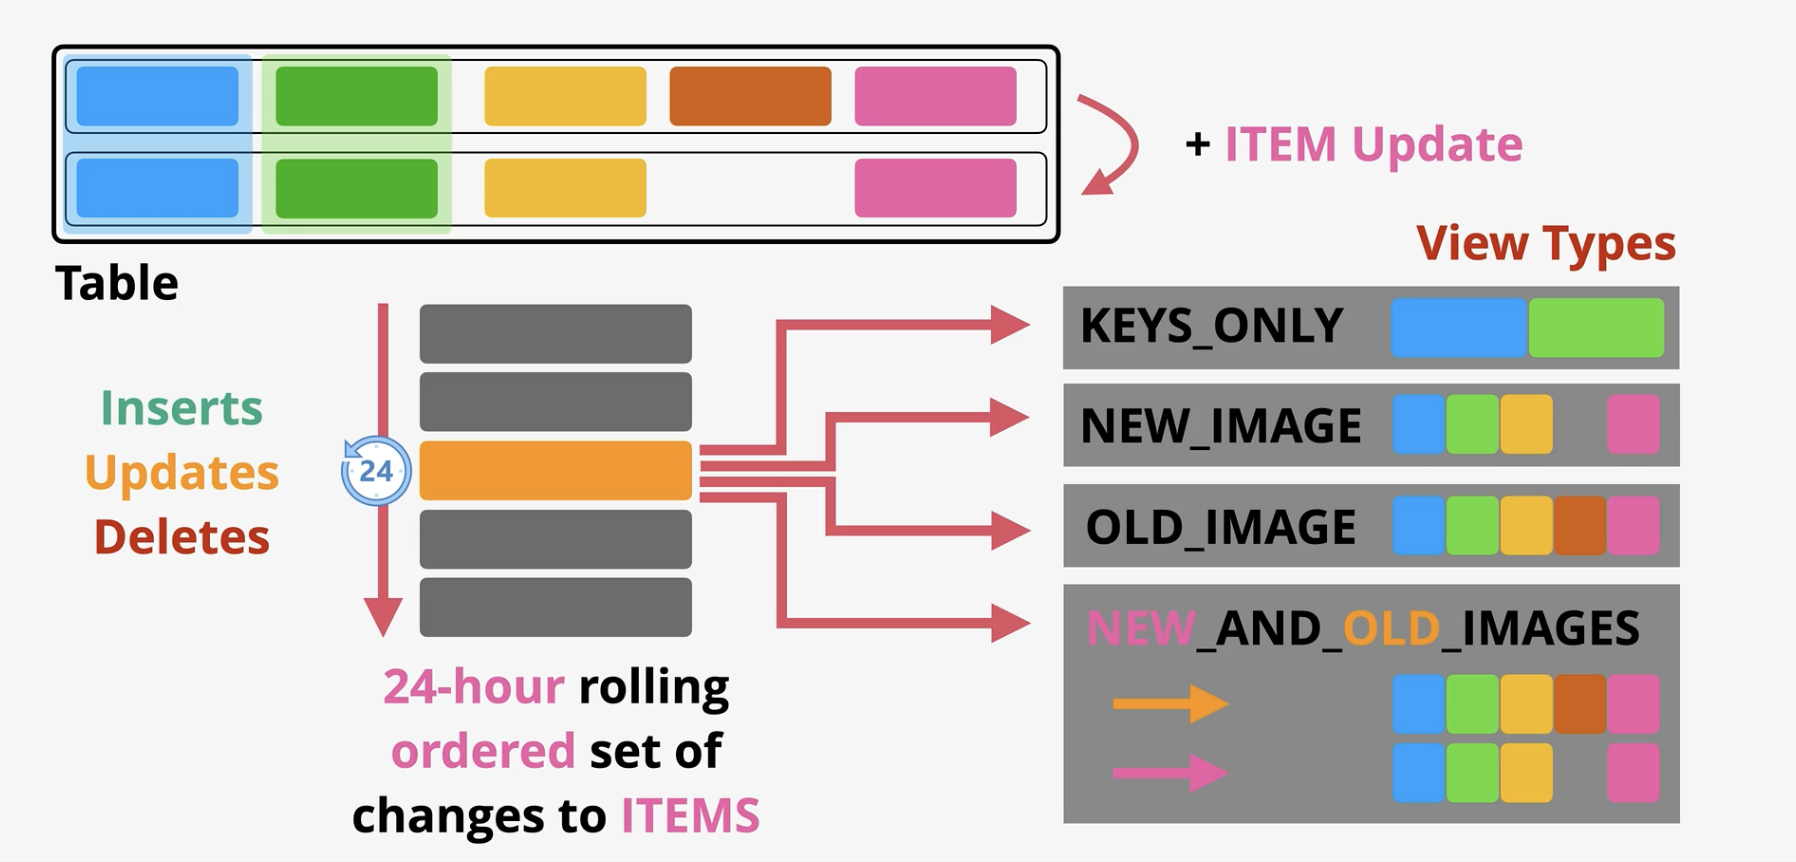 + ITEM Update
Table
View Types
Inserts
Updates
Deletes
24
24-hour rolling
ordered set of
changes to ITEMS
KEYS_ONLY
NEW_IMAGE
OLD_IMAGE
NEW_AND_OLD_IMAGES